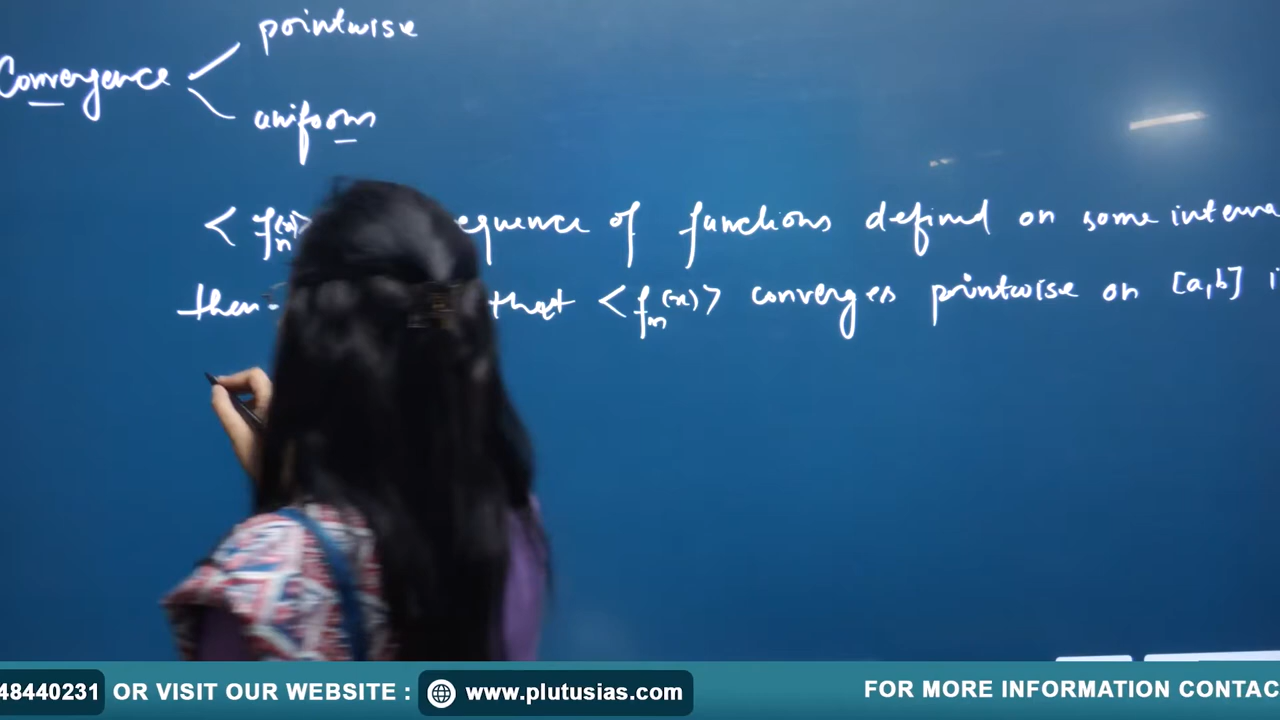 pointwise
Convergence
uniform
< fn(x)> sequence of functions defined on some interva
then that <fn(x)> converges pointwise on [a,b] i
48440231 OR VISIT OUR WEBSITE : www.plutusias.com FOR MORE INFORMATION CONTAC